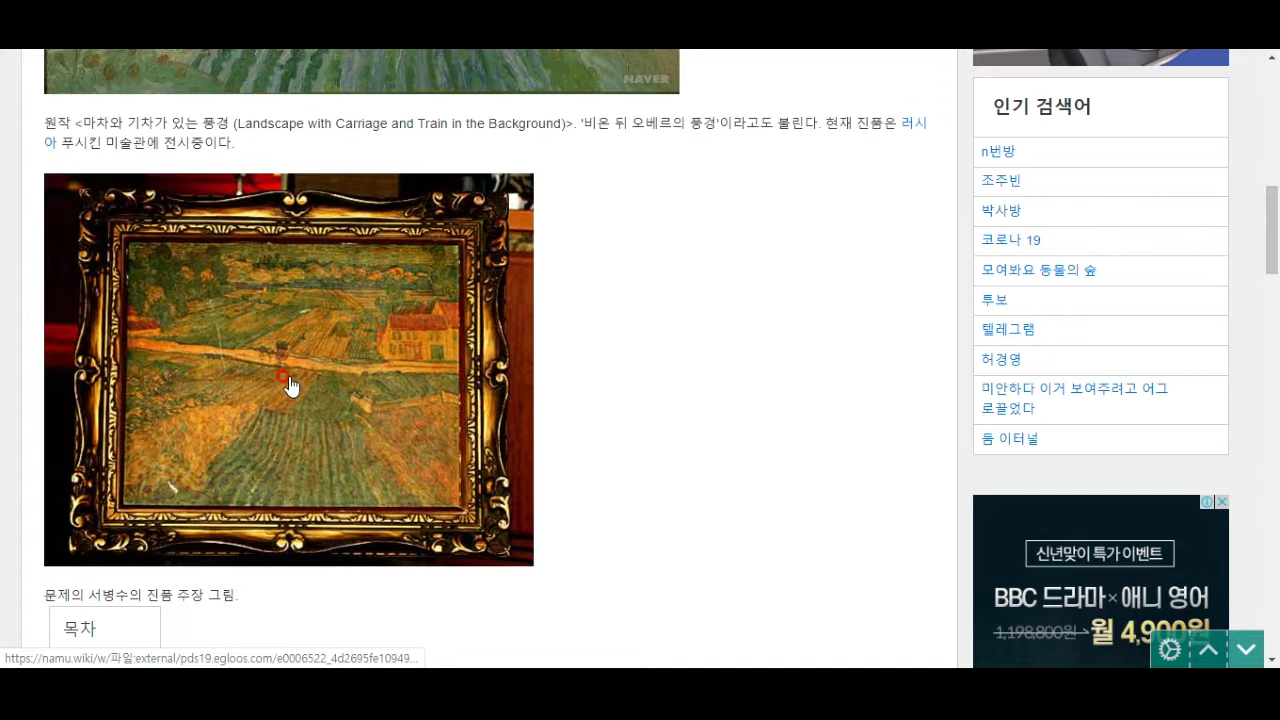 NAVER
원작 <마차와 기차가 있는 풍경 (Landscape with Carriage and Train in the Background)>. '비온 뒤 오베르의 풍경'이라고도 불린다. 현재 진품은 러시
아 푸시킨 미술관에 전시중이다.
문제의 서병수의 진품 주장 그림.
목차
https://namu.wiki/w/파일:external/pds19.egloos.com/e0006522_4d2695fe10949...
인기 검색어
n번방
조주빈
박사방
코로나 19
모여봐요 동물의 숲
투보
텔레그램
허경영
미안하다 이거 보여주려고 어그
로끌었다
둠 이터널
신년맞이 특가 이벤트
BBC 드라마×애니 영어
1,198,800원→월 4,900원